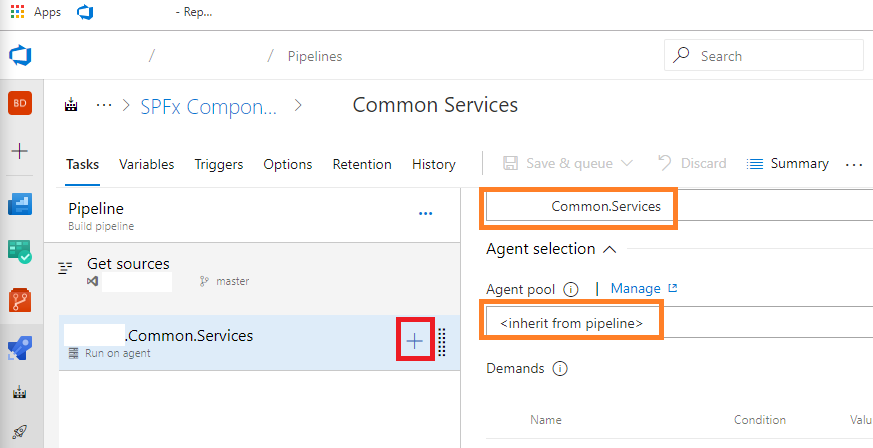 Apps - Rep...
/ / Pipelines Search
BD ··· > SPFx Compon... > Common Services
Tasks Variables Triggers Options Retention History Save & queue Discard Summary ...
Pipeline ...
Build pipeline
Common.Services
Agent selection
Get sources
master
Agent pool | Manage
.Common.Services
Run on agent
<inherit from pipeline>
Demands
Name Condition Valu